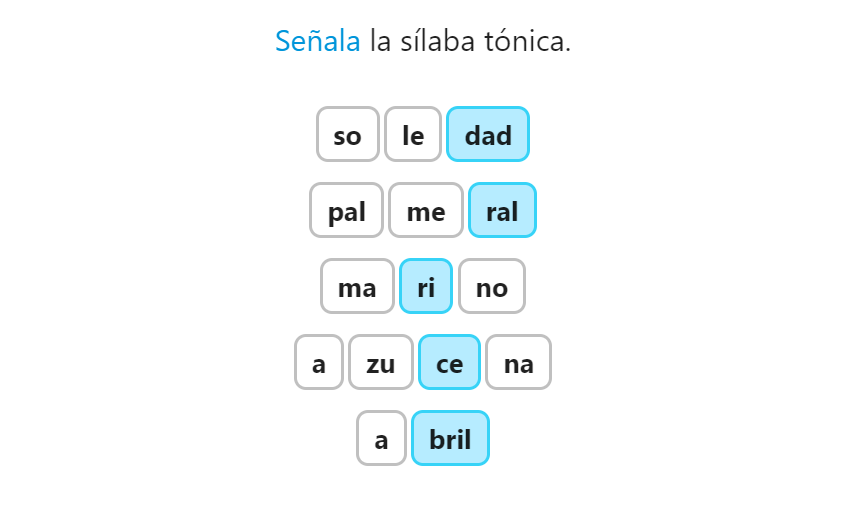 Señala la sílaba tónica.
so le dad
pal me ral
ma ri no
a zu ce na
a bril